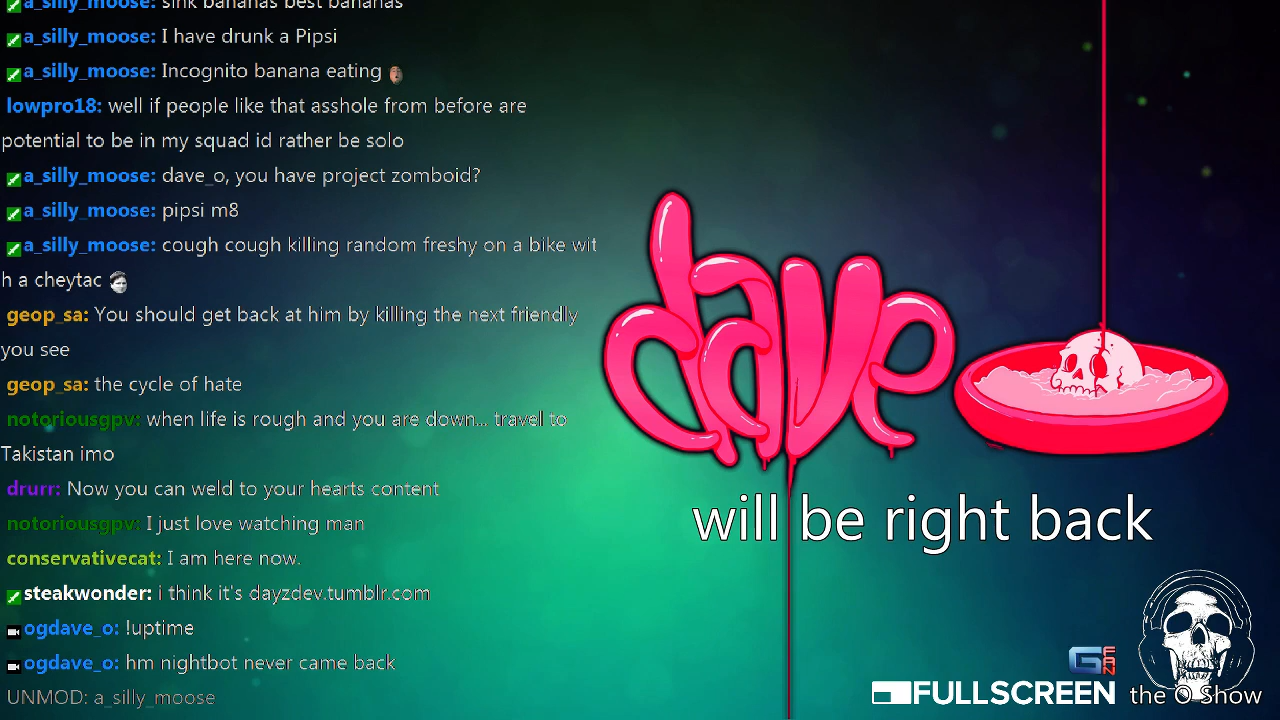 a_silly_moose: sink bananas best bananas
a_silly_moose: I have drunk a Pipsi
a_silly_moose: Incognito banana eating
lowpro18: well if people like that asshole from before are
potential to be in my squad id rather be solo
a_silly_moose: dave_o, you have project zomboid?
a_silly_moose: pipsi m8
a_silly_moose: cough cough killing random freshy on a bike wit
h a cheytac
geop_sa: You should get back at him by killing the next friendly
you see
geop_sa: the cycle of hate
notoriousgpv: when life is rough and you are down... travel to
Takistan imo
drurr: Now you can weld to your hearts content
notoriousgpv: I just love watching man
conservativecat: I am here now.
steakwonder: i think it's dayzdev.tumblr.com
ogdave_o: !uptime
ogdave_o: hm nightbot never came back
UNMOD: a_silly_moose
dave
will be right back
G FAN
FULLSCREEN
the O Show